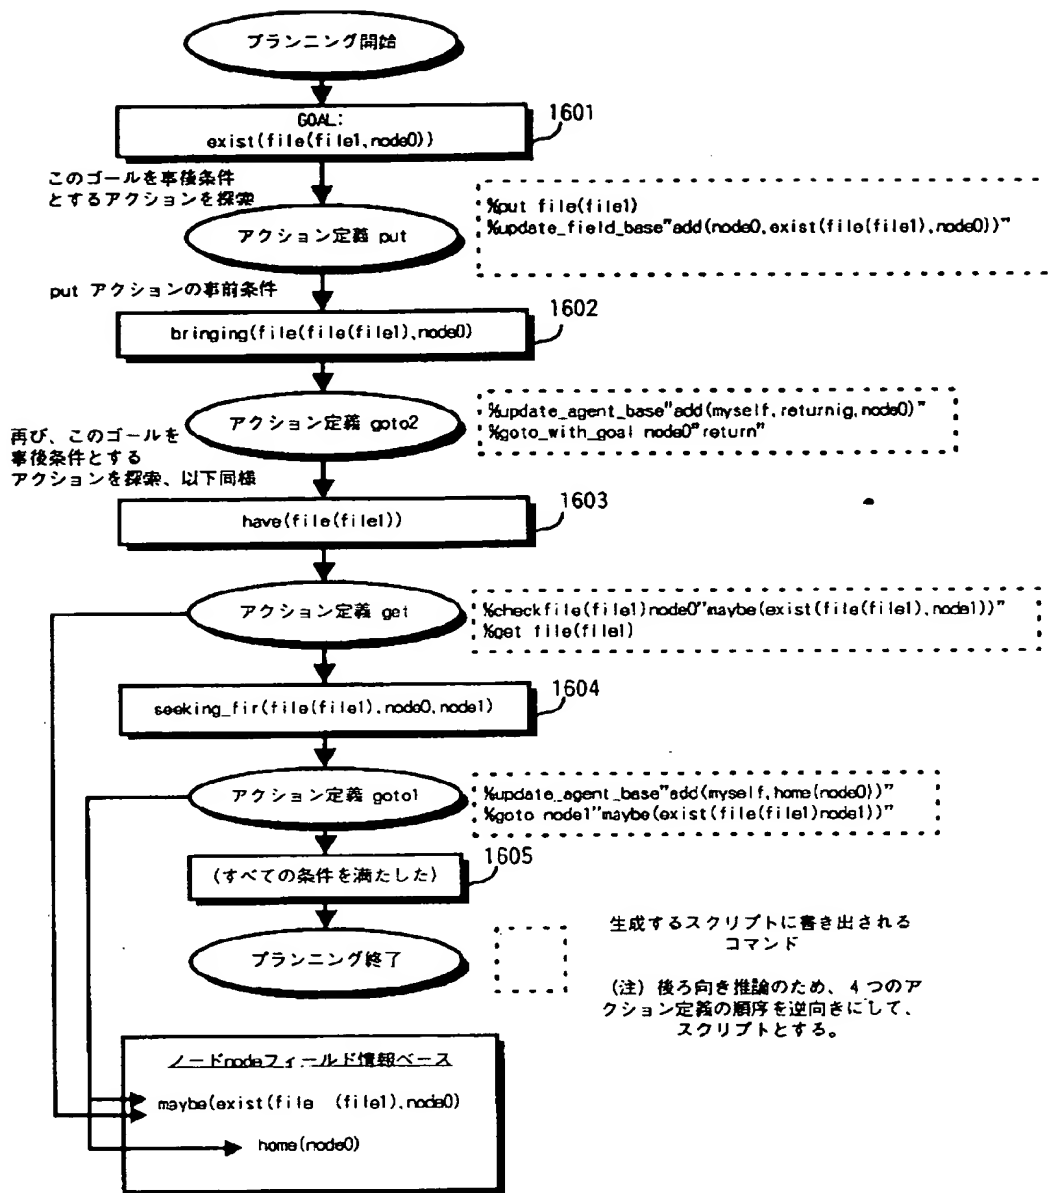 プランニング開始
GOAL:
exist(file(file1,node0))
1601
このゴールを事後条件
とするアクションを探索
アクション定義 put
%put file(file1)
%update_field_base"add(node0,exist(file(file1),node0))"
put アクションの事前条件
1602
bringing(file(file(file1),node0)
アクション定義 goto2
%update_agent_base"add(myself,returnig,node0)"
%goto_with_goal node0"return"
再び、このゴールを
事後条件とする
アクションを探索、以下同様
1603
have(file(file1))
アクション定義 get
%checkfile(file1)node0"maybe(exist(file(file1),node1))"
%get file(file1)
1604
seeking_fir(file(file1),node0,node1)
アクション定義 goto1
%update_agent_base"add(myself,home(node0))"
%goto node1"maybe(exist(file(file1)node1))"
1605
(すべての条件を満たした)
プランニング終了
生成するスクリプトに書き出される
コマンド
(注) 後ろ向き推論のため、4つのア
クション定義の順序を逆向きにして、
スクリプトとする。
ノードnodeフィールド情報ベース
maybe(exist(file (file1),node0)
home(node0)